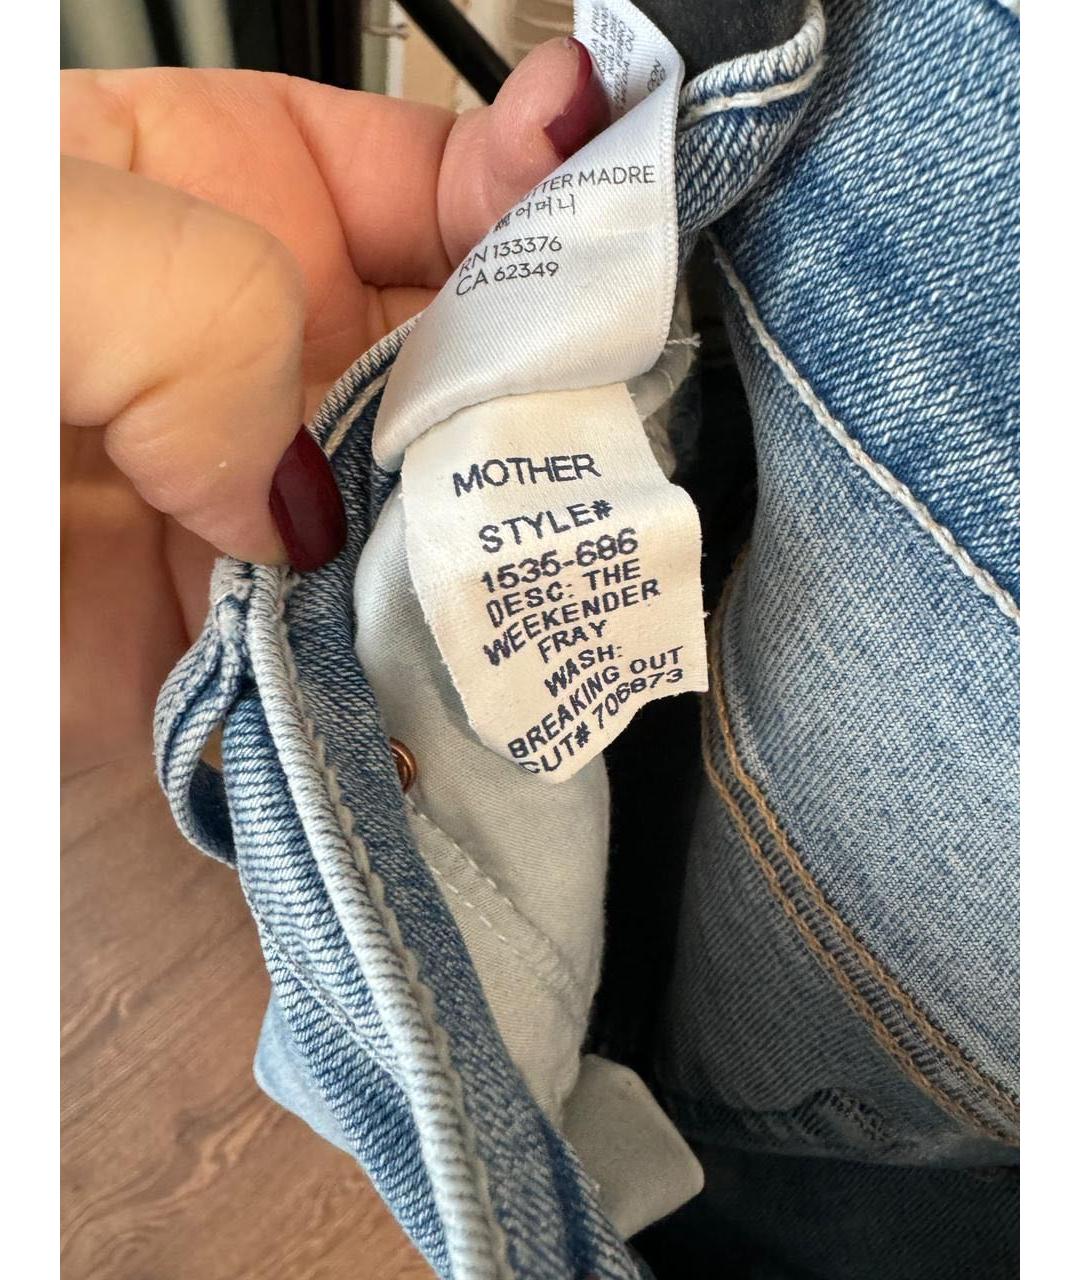 MADRE
어머니
RN 133376
CA 62349
MOTHER
STYLE#
1535-686
DESC: THE
WEEKENDER
FRAY
WASH:
BREAKING OUT
CUT# 706873